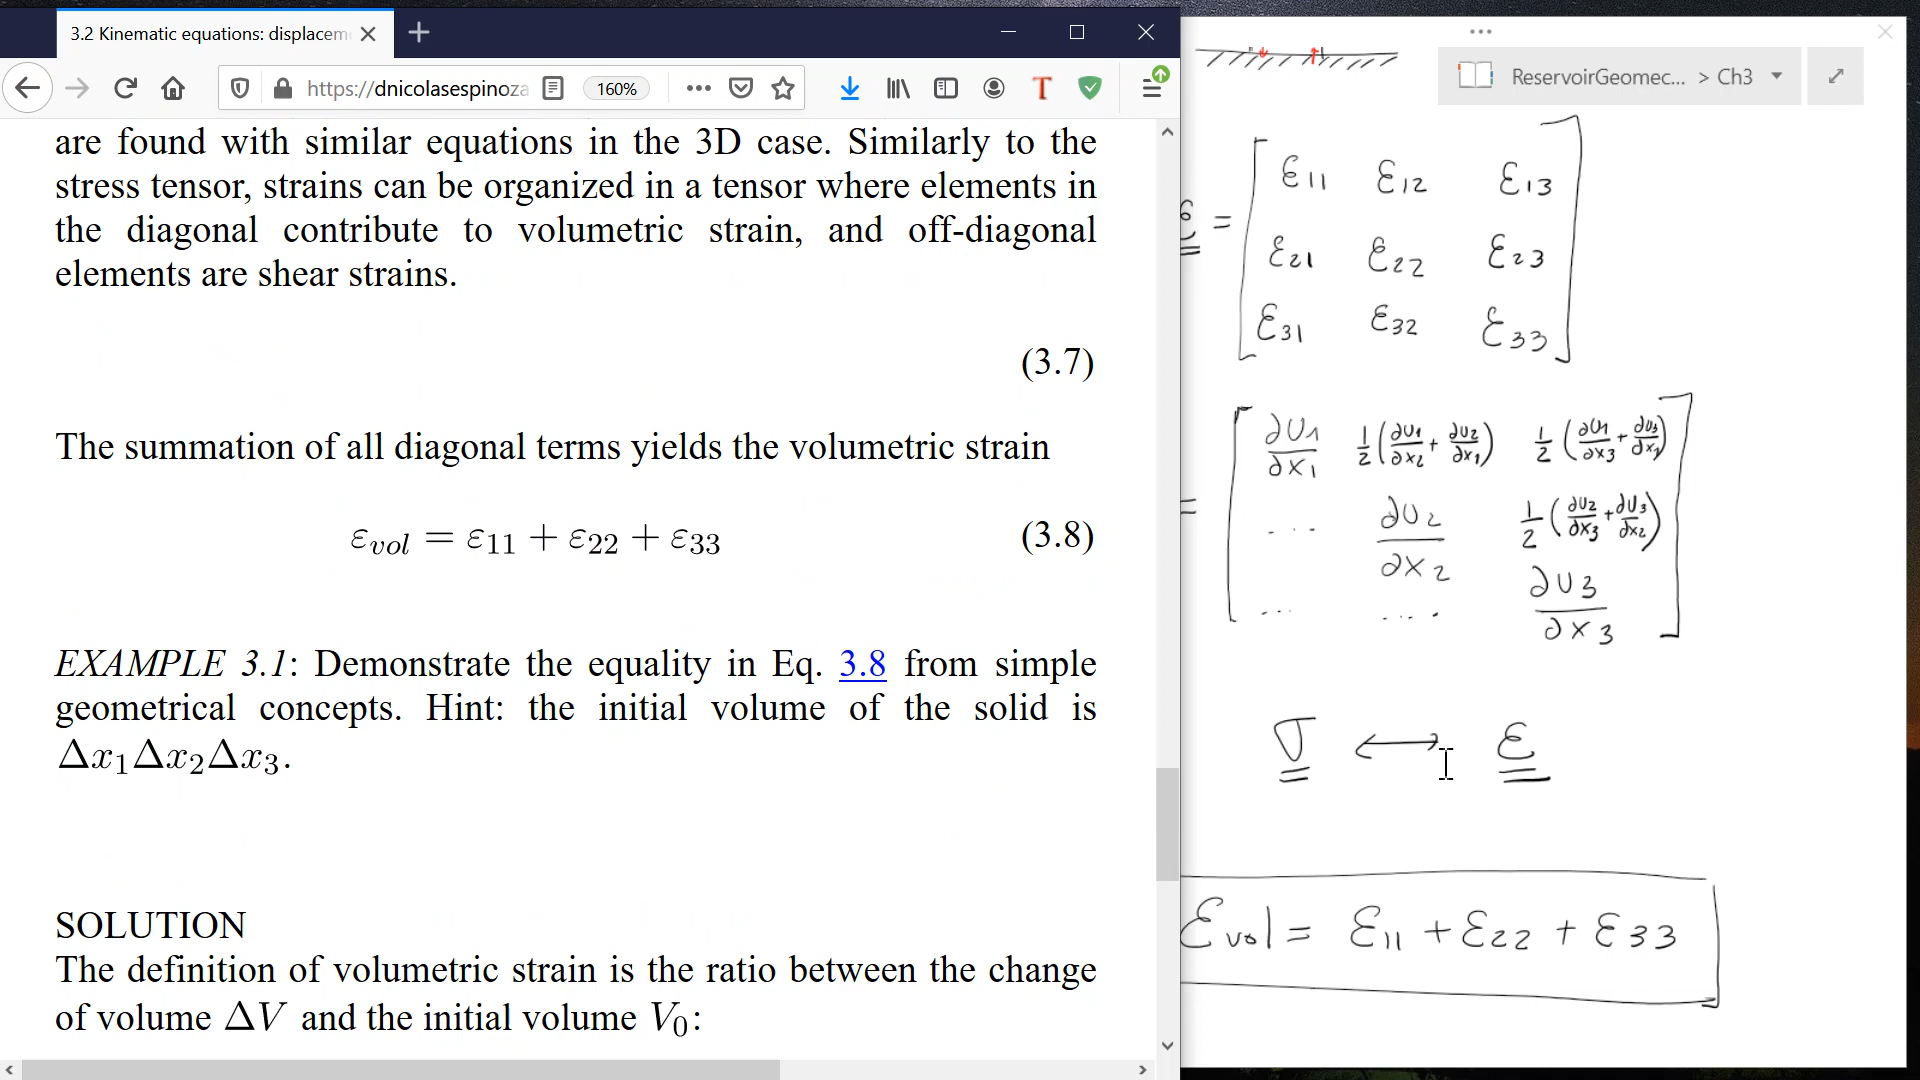 3.2 Kinematic equations: displacem
https://dnicolasespinoza
160%
are found with similar equations in the 3D case. Similarly to the
stress tensor, strains can be organized in a tensor where elements in
the diagonal contribute to volumetric strain, and off-diagonal
elements are shear strains.
(3.7)
The summation of all diagonal terms yields the volumetric strain
εvol = ε11 + ε22 + ε33 (3.8)
EXAMPLE 3.1: Demonstrate the equality in Eq. 3.8 from simple
geometrical concepts. Hint: the initial volume of the solid is
Δx1Δx2Δx3.
SOLUTION
The definition of volumetric strain is the ratio between the change
of volume ΔV and the initial volume V0:
ReservoirGeomec... > Ch3
ε11 ε12 ε13
ε = ε21 ε22 ε23
ε31 ε32 ε33
= ∂u1/∂x1 1/2(∂u1/∂x2 + ∂u2/∂x1) 1/2(∂u1/∂x3 + ∂u3/∂x1)
... ∂u2/∂x2 1/2(∂u2/∂x3 + ∂u3/∂x2)
... ... ∂u3/∂x3
σ ↔ ε
εvol = ε11 + ε22 + ε33